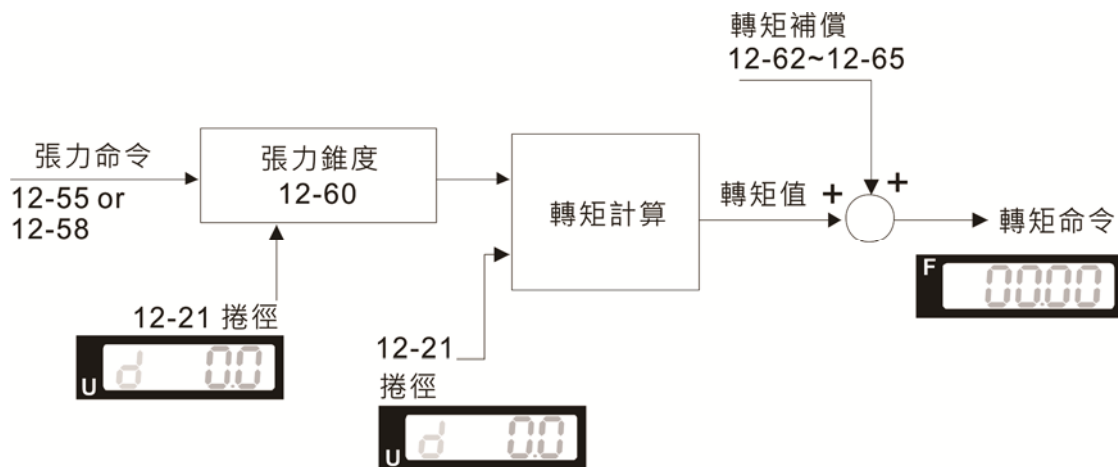 轉矩補償
12-62~12-65
張力命令
12-55 or
12-58
張力錐度
12-60
轉矩計算
轉矩值
+
+
轉矩命令
F 00.00
12-21 捲徑
U d 0.0
12-21
捲徑
U d 0.0